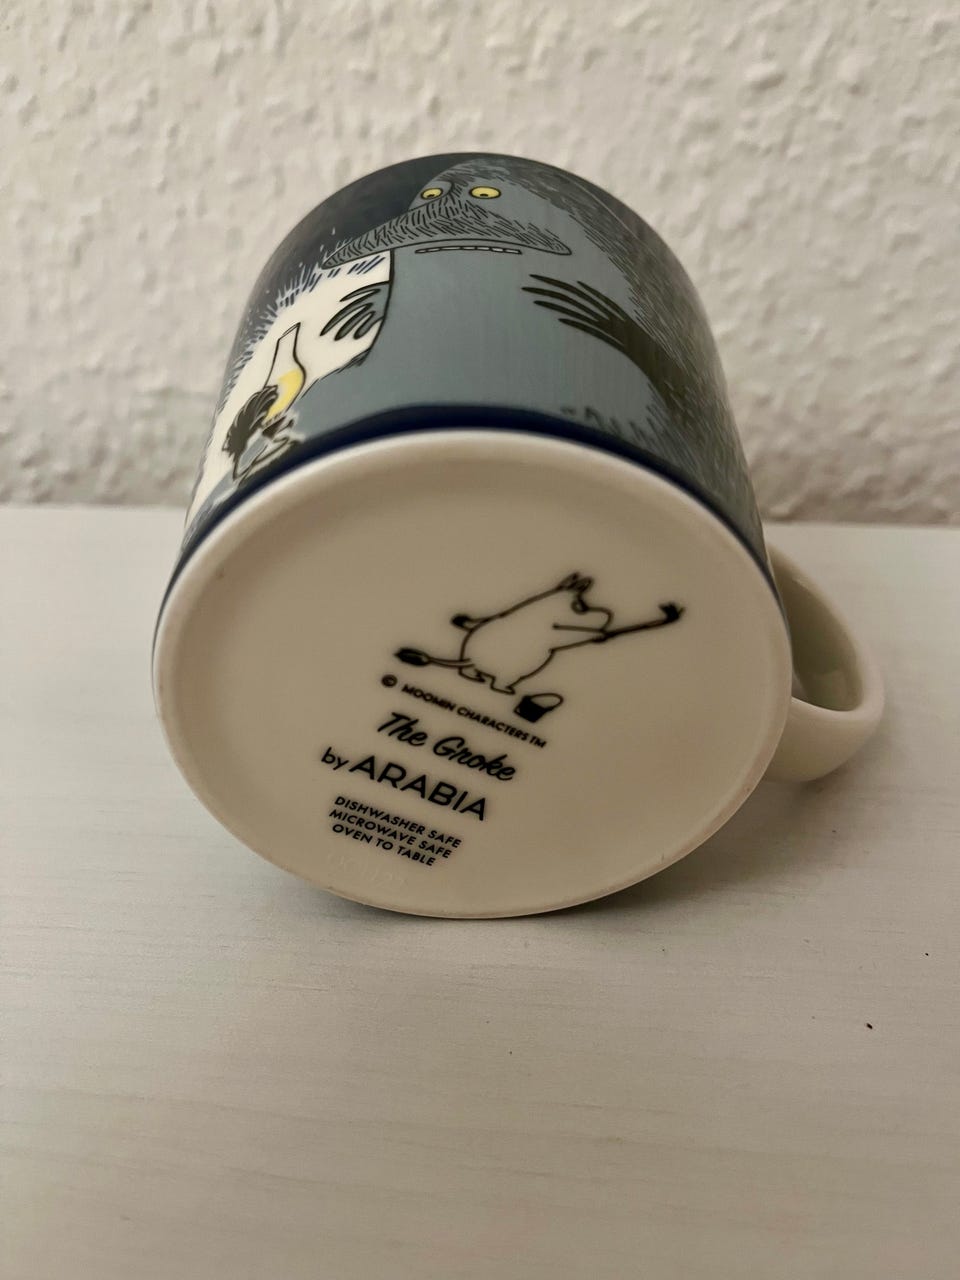 © MOOMIN CHARACTERS™
The Groke
by ARABIA
DISHWASHER SAFE
MICROWAVE SAFE
OVEN TO TABLE